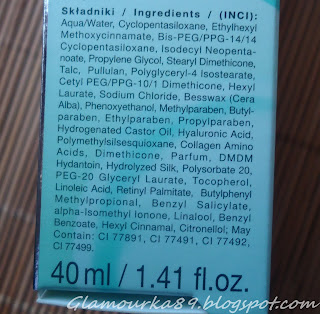 Składniki / Ingredients / (INCI):
Aqua/Water, Cyclopentasiloxane, Ethylhexyl
Methoxycinnamate, Bis-PEG/PPG-14/14
Cyclopentasiloxane, Isodecyl Neopenta-
noate, Propylene Glycol, Stearyl Dimethicone,
Talc, Pullulan, Polyglyceryl-4 Isostearate,
Cetyl PEG/PPG-10/1 Dimethicone, Hexyl
Laurate, Sodium Chloride, Besswax (Cera
Alba), Phenoxyethanol, Methylparaben, Butyl-
paraben, Ethylparaben, Propylparaben,
Hydrogenated Castor Oil, Hyaluronic Acid,
Polymethylsilsesquioxane, Collagen Amino
Acids, Dimethicone, Parfum, DMDM
Hydantoin, Hydrolyzed Silk, Polysorbate 20,
PEG-20 Glyceryl Laurate, Tocopherol,
Linoleic Acid, Retinyl Palmitate, Butylphenyl
Methylpropional, Benzyl Salicylate,
alpha-Isomethyl Ionone, Linalool, Benzyl
Benzoate, Hexyl Cinnamai, Citronellol; May
Contain: CI 77891, CI 77491, CI 77492,
CI 77499.
40 ml / 1.41 fl.oz.
Glamourka89.blogspot.com